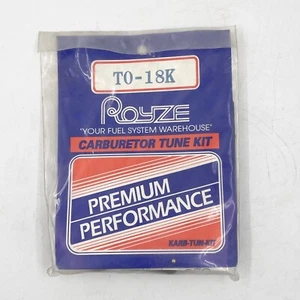 TO-18K
ROYZE
"YOUR FUEL SYSTEM WAREHOUSE"
CARBURETOR TUNE KIT
PREMIUM
PERFORMANCE
KARB-TUN-KIT